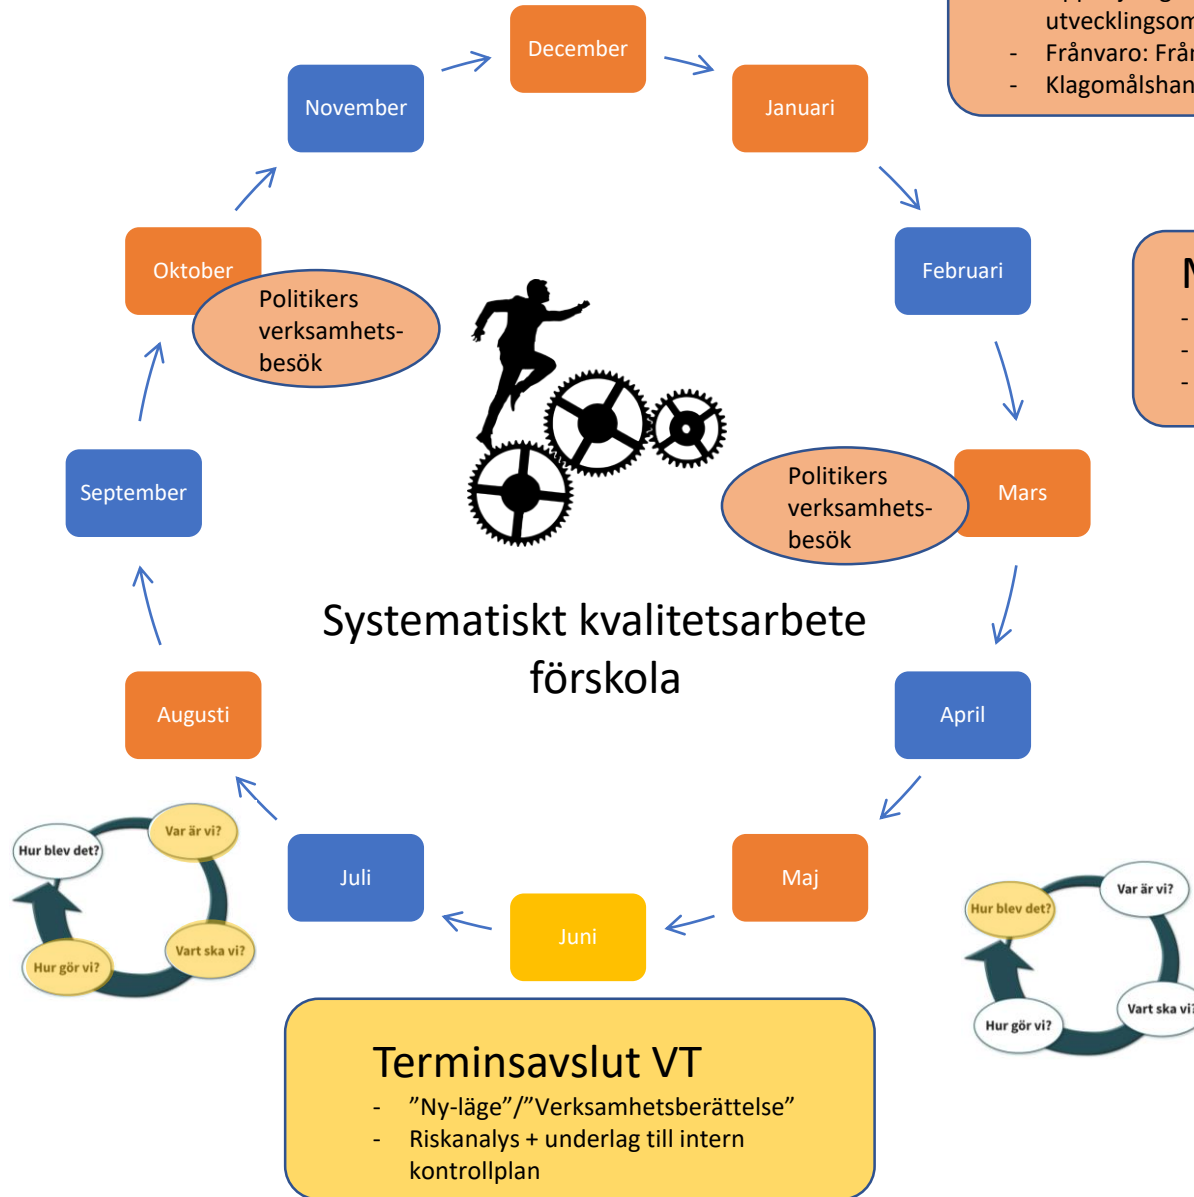 December
utvecklingsom
- Frånvaro: Från
- Klagomålshan
November
Januari
Oktober
Februari
Politikers
verksamhets-
besök
September
Politikers
verksamhets-
besök
Mars
Systematiskt kvalitetsarbete
förskola
Augusti
April
Var är vi?
Hur blev det?
Vart ska vi?
Hur gör vi?
Juli
Maj
Juni
Var är vi?
Hur blev det?
Vart ska vi?
Hur gör vi?
Terminsavslut VT
- ”Ny-läge”/”Verksamhetsberättelse”
- Riskanalys + underlag till intern
kontrollplan